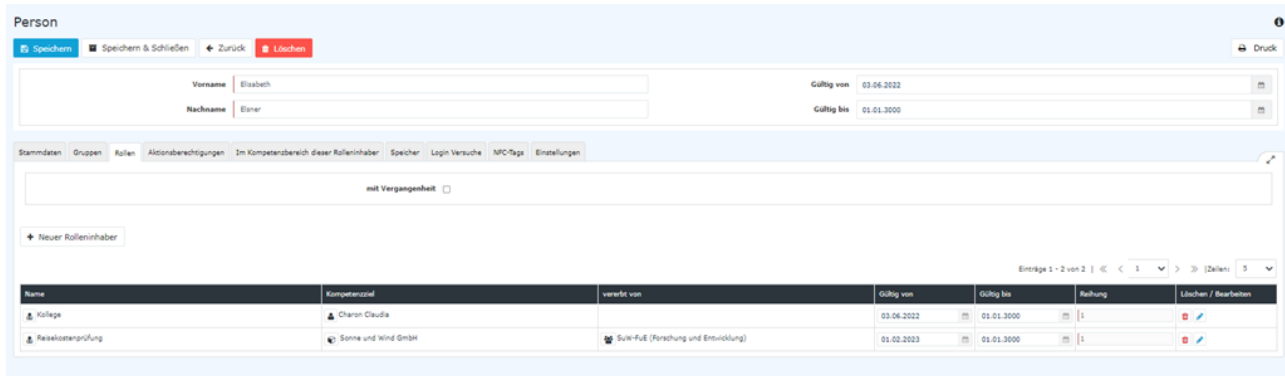 Person
Speichern Speichern & Schließen Zurück Löschen Druck
Vorname Elisabeth Gültig von 03.06.2022
Nachname Elsner Gültig bis 01.01.3000
Stammdaten Gruppen Rollen Aktionsberechtigungen Im Kompetenzbereich dieser Rolleninhaber Speicher Login Versuche NFC-Tags Einstellungen
mit Vergangenheit
+ Neuer Rolleninhaber
Einträge 1 - 2 von 2 | 1 |Zeilen: 5
Name Kompetenzziel vererbt von Gültig von Gültig bis Reihung Löschen / Bearbeiten
Kollege Charon Claudia 03.06.2022 01.01.3000 1
Reisekostenprüfung Sonne und Wind GmbH SuW-FuE (Forschung und Entwicklung) 01.02.2023 01.01.3000 1